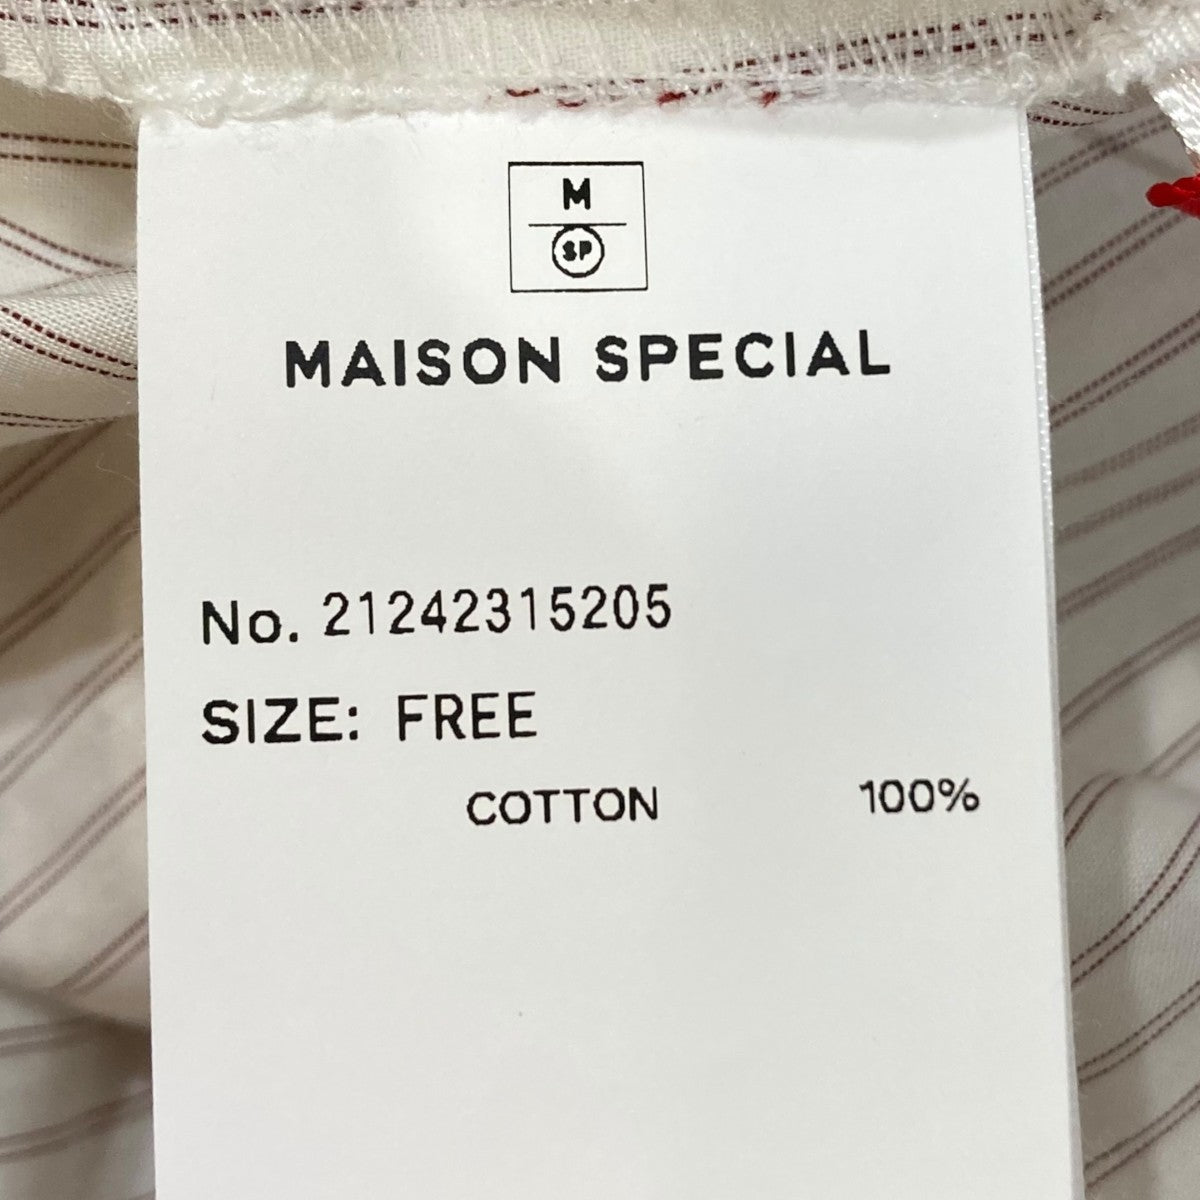 M
SP
MAISON SPECIAL
No. 21242315205
SIZE: FREE
COTTON 100%